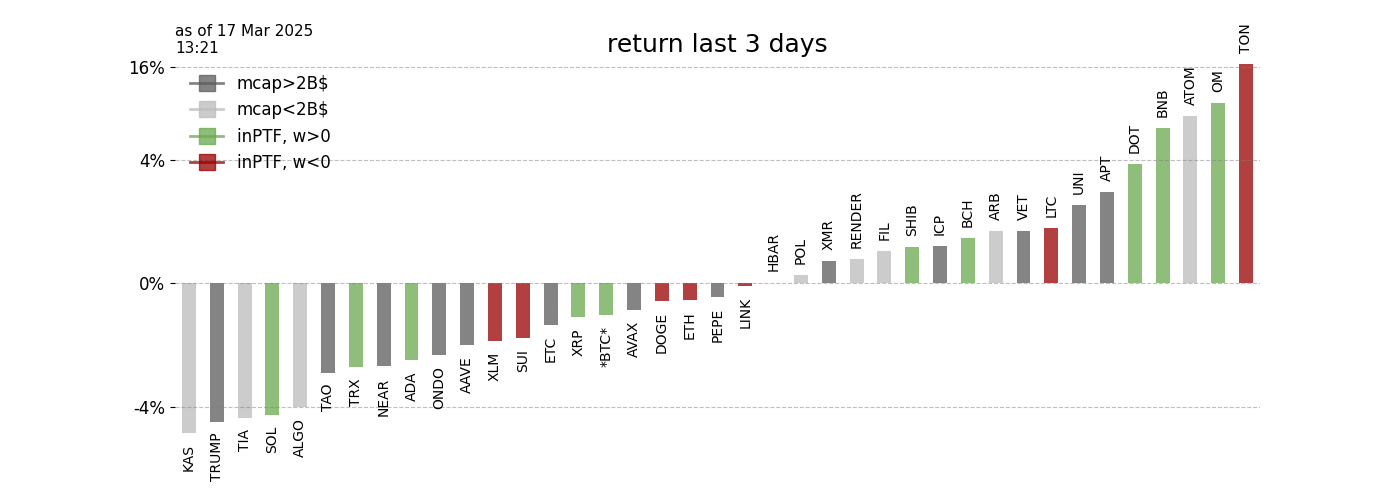 as of 17 Mar 2025
13:21
return last 3 days
16%
4%
0%
-4%
mcap>2B$
mcap<2B$
inPTF, w>0
inPTF, w<0
KAS
TRUMP
TIA
SOL
ALGO
TAO
TRX
NEAR
ADA
ONDO
AAVE
XLM
SUI
ETC
XRP
*BTC*
AVAX
DOGE
ETH
PEPE
LINK
HBAR
POL
XMR
RENDER
FIL
SHIB
ICP
BCH
ARB
VET
LTC
UNI
APT
DOT
BNB
ATOM
OM
TON